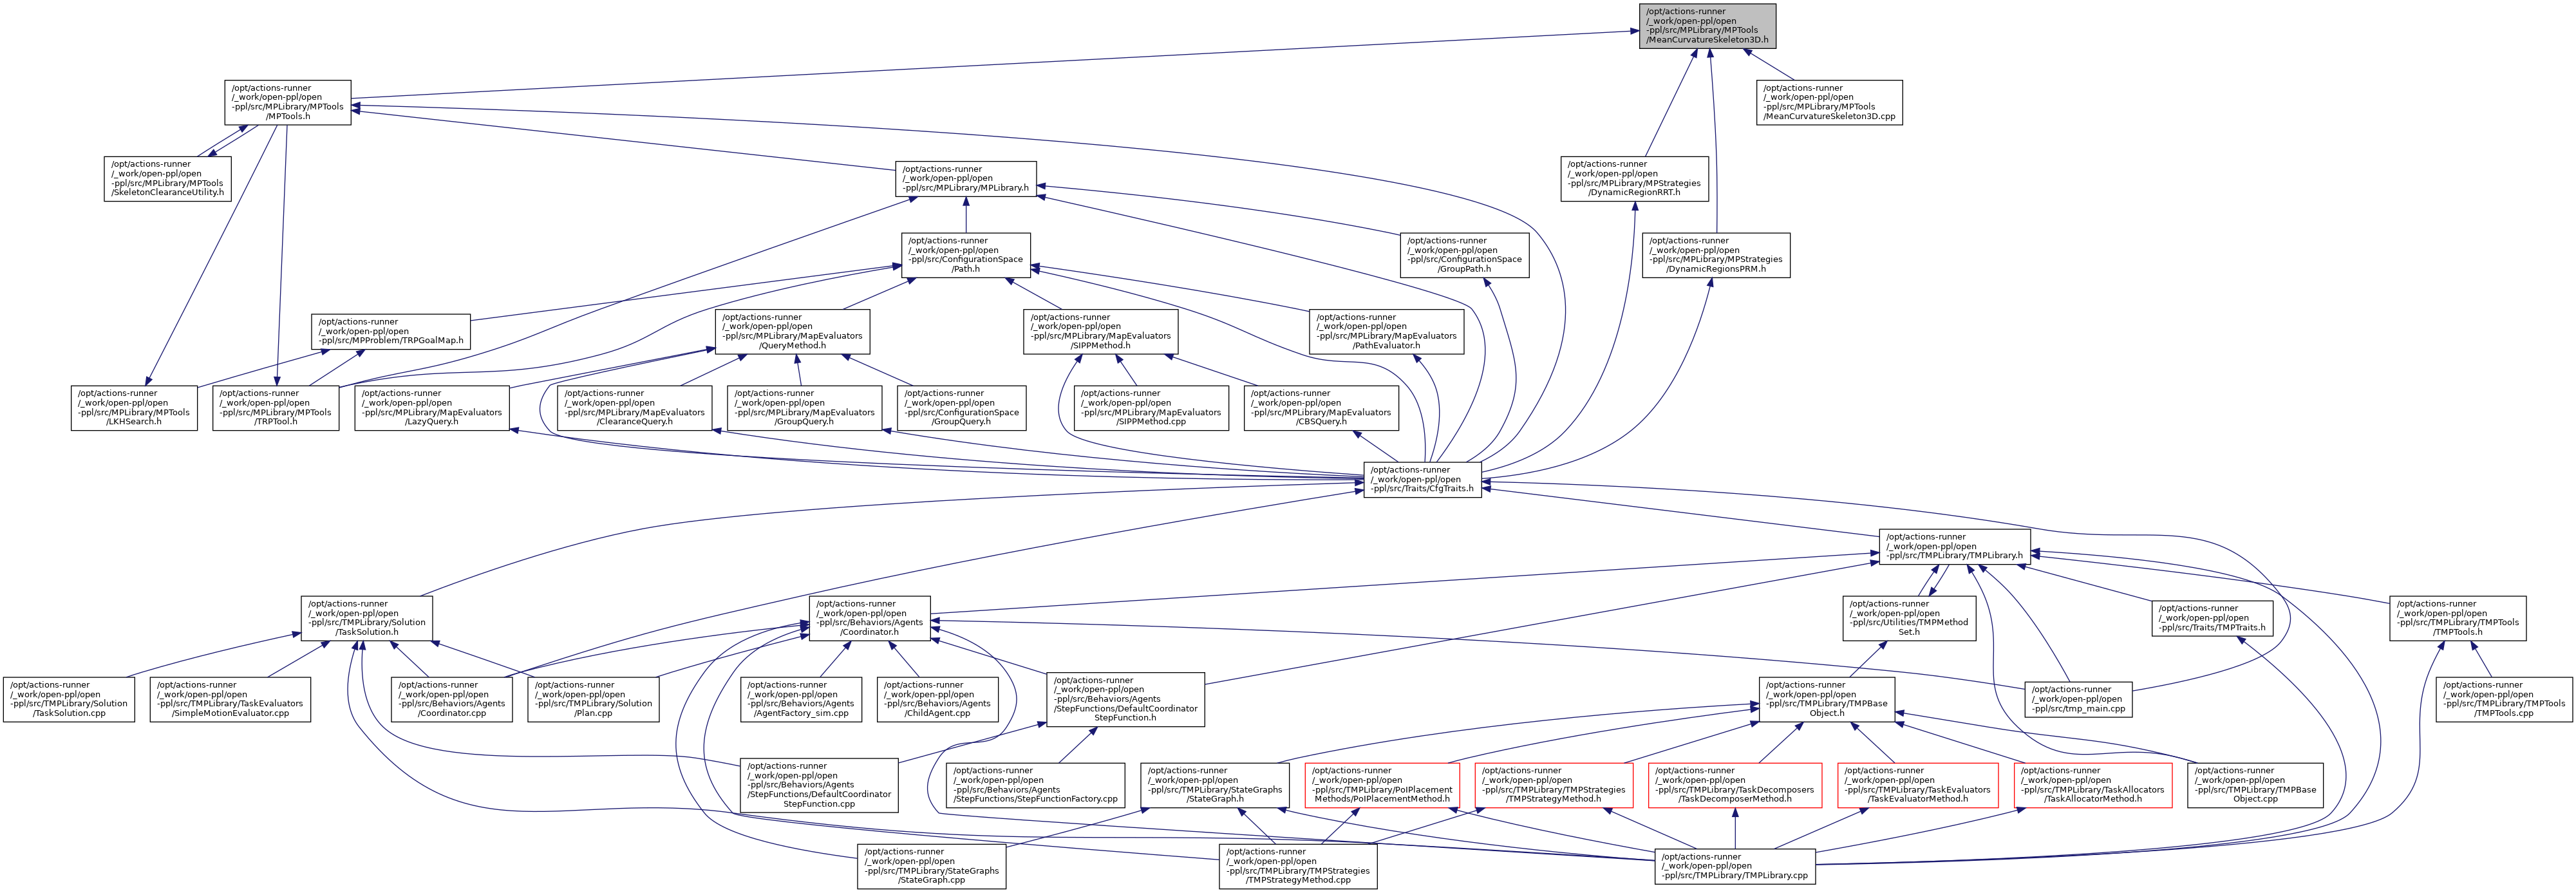 /opt/actions-runner
/_work/open-ppl/open
-ppl/src/MPLibrary/MPTools
/MeanCurvatureSkeleton3D.h
/opt/actions-runner
/_work/open-ppl/open
-ppl/src/MPLibrary/MPTools
/MPTools.h
/opt/actions-runner
/_work/open-ppl/open
-ppl/src/MPLibrary/MPTools
/MeanCurvatureSkeleton3D.cpp
/opt/actions-runner
/_work/open-ppl/open
-ppl/src/MPLibrary/MPTools
/SkeletonClearanceUtility.h
/opt/actions-runner
/_work/open-ppl/open
-ppl/src/MPLibrary/MPLibrary.h
/opt/actions-runner
/_work/open-ppl/open
-ppl/src/MPLibrary/MPStrategies
/DynamicRegionRRT.h
/opt/actions-runner
/_work/open-ppl/open
-ppl/src/ConfigurationSpace
/Path.h
/opt/actions-runner
/_work/open-ppl/open
-ppl/src/ConfigurationSpace
/GroupPath.h
/opt/actions-runner
/_work/open-ppl/open
-ppl/src/MPLibrary/MPStrategies
/DynamicRegionsPRM.h
/opt/actions-runner
/_work/open-ppl/open
-ppl/src/MPProblem/TRPGoalMap.h
/opt/actions-runner
/_work/open-ppl/open
-ppl/src/MPLibrary/MapEvaluators
/QueryMethod.h
/opt/actions-runner
/_work/open-ppl/open
-ppl/src/MPLibrary/MapEvaluators
/SIPPMethod.h
/opt/actions-runner
/_work/open-ppl/open
-ppl/src/MPLibrary/MapEvaluators
/PathEvaluator.h
/opt/actions-runner
/_work/open-ppl/open
-ppl/src/MPLibrary/MPTools
/LKHSearch.h
/opt/actions-runner
/_work/open-ppl/open
-ppl/src/MPLibrary/MPTools
/TRPTool.h
/opt/actions-runner
/_work/open-ppl/open
-ppl/src/MPLibrary/MapEvaluators
/LazyQuery.h
/opt/actions-runner
/_work/open-ppl/open
-ppl/src/MPLibrary/MapEvaluators
/ClearanceQuery.h
/opt/actions-runner
/_work/open-ppl/open
-ppl/src/MPLibrary/MapEvaluators
/GroupQuery.h
/opt/actions-runner
/_work/open-ppl/open
-ppl/src/ConfigurationSpace
/GroupQuery.h
/opt/actions-runner
/_work/open-ppl/open
-ppl/src/MPLibrary/MapEvaluators
/SIPPMethod.cpp
/opt/actions-runner
/_work/open-ppl/open
-ppl/src/MPLibrary/MapEvaluators
/CBSQuery.h
/opt/actions-runner
/_work/open-ppl/open
-ppl/src/Traits/CfgTraits.h
/opt/actions-runner
/_work/open-ppl/open
-ppl/src/TMPLibrary/TMPLibrary.h
/opt/actions-runner
/_work/open-ppl/open
-ppl/src/TMPLibrary/Solution
/TaskSolution.h
/opt/actions-runner
/_work/open-ppl/open
-ppl/src/Behaviors/Agents
/Coordinator.h
/opt/actions-runner
/_work/open-ppl/open
-ppl/src/Utilities/TMPMethod
Set.h
/opt/actions-runner
/_work/open-ppl/open
-ppl/src/Traits/TMPTraits.h
/opt/actions-runner
/_work/open-ppl/open
-ppl/src/TMPLibrary/TMPTools
/TMPTools.h
/opt/actions-runner
/_work/open-ppl/open
-ppl/src/TMPLibrary/Solution
/TaskSolution.cpp
/opt/actions-runner
/_work/open-ppl/open
-ppl/src/TMPLibrary/TaskEvaluators
/SimpleMotionEvaluator.cpp
/opt/actions-runner
/_work/open-ppl/open
-ppl/src/Behaviors/Agents
/Coordinator.cpp
/opt/actions-runner
/_work/open-ppl/open
-ppl/src/TMPLibrary/Solution
/Plan.cpp
/opt/actions-runner
/_work/open-ppl/open
-ppl/src/Behaviors/Agents
/AgentFactory_sim.cpp
/opt/actions-runner
/_work/open-ppl/open
-ppl/src/Behaviors/Agents
/ChildAgent.cpp
/opt/actions-runner
/_work/open-ppl/open
-ppl/src/Behaviors/Agents
/StepFunctions/DefaultCoordinator
StepFunction.h
/opt/actions-runner
/_work/open-ppl/open
-ppl/src/TMPLibrary/TMPBase
Object.h
/opt/actions-runner
/_work/open-ppl/open
-ppl/src/tmp_main.cpp
/opt/actions-runner
/_work/open-ppl/open
-ppl/src/TMPLibrary/TMPTools
/TMPTools.cpp
/opt/actions-runner
/_work/open-ppl/open
-ppl/src/Behaviors/Agents
/StepFunctions/DefaultCoordinator
StepFunction.cpp
/opt/actions-runner
/_work/open-ppl/open
-ppl/src/Behaviors/Agents
/StepFunctions/StepFunctionFactory.cpp
/opt/actions-runner
/_work/open-ppl/open
-ppl/src/TMPLibrary/StateGraphs
/StateGraph.h
/opt/actions-runner
/_work/open-ppl/open
-ppl/src/TMPLibrary/PoIPlacement
Methods/PoIPlacementMethod.h
/opt/actions-runner
/_work/open-ppl/open
-ppl/src/TMPLibrary/TMPStrategies
/TMPStrategyMethod.h
/opt/actions-runner
/_work/open-ppl/open
-ppl/src/TMPLibrary/TaskDecomposers
/TaskDecomposerMethod.h
/opt/actions-runner
/_work/open-ppl/open
-ppl/src/TMPLibrary/TaskEvaluators
/TaskEvaluatorMethod.h
/opt/actions-runner
/_work/open-ppl/open
-ppl/src/TMPLibrary/TaskAllocators
/TaskAllocatorMethod.h
/opt/actions-runner
/_work/open-ppl/open
-ppl/src/TMPLibrary/TMPBase
Object.cpp
/opt/actions-runner
/_work/open-ppl/open
-ppl/src/TMPLibrary/StateGraphs
/StateGraph.cpp
/opt/actions-runner
/_work/open-ppl/open
-ppl/src/TMPLibrary/TMPStrategies
/TMPStrategyMethod.cpp
/opt/actions-runner
/_work/open-ppl/open
-ppl/src/TMPLibrary/TMPLibrary.cpp